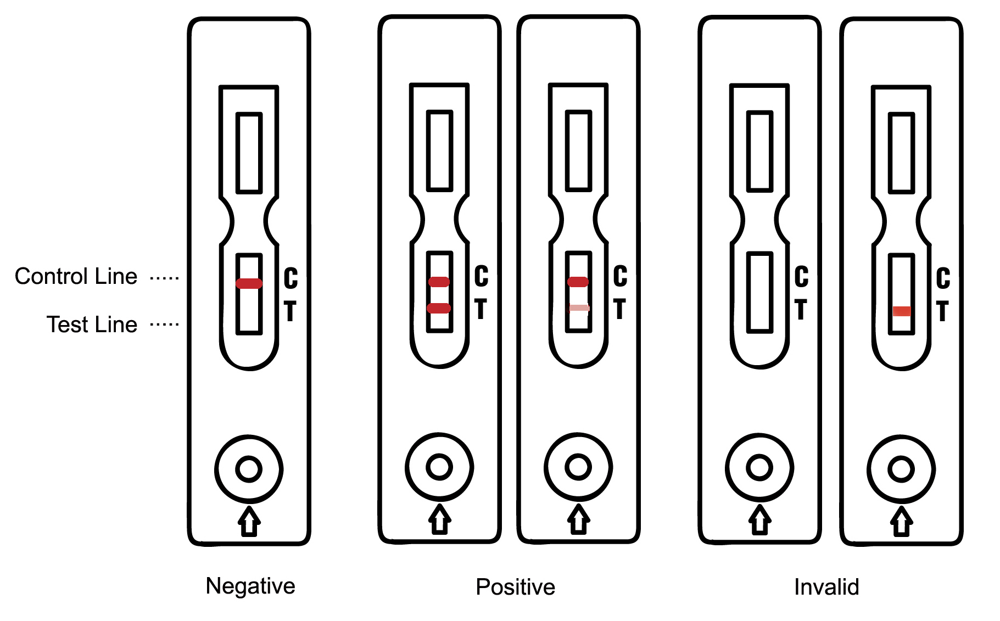 Control Line ·····
Test Line ·····
C
T
C
T
C
T
C
T
C
T
Negative
Positive
Invalid